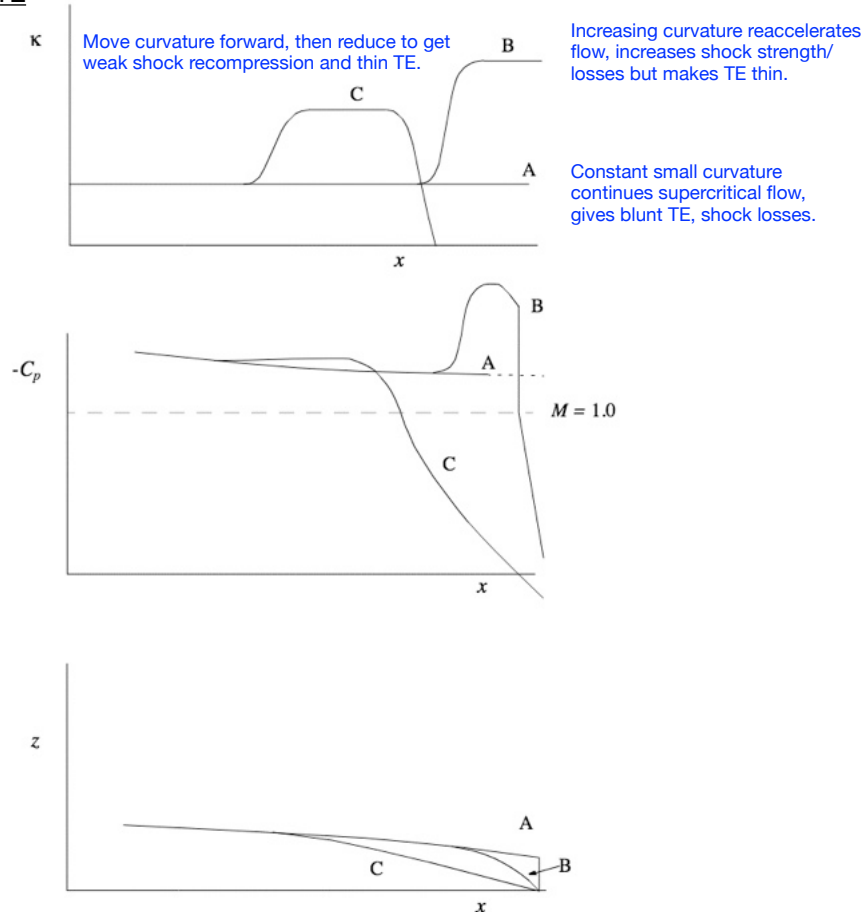 TE
κ
Move curvature forward, then reduce to get
weak shock recompression and thin TE.
B
Increasing curvature reaccelerates
flow, increases shock strength/
losses but makes TE thin.
C
A
Constant small curvature
continues supercritical flow,
gives blunt TE, shock losses.
x
B
-Cp
A
M = 1.0
C
x
z
A
B
C
x